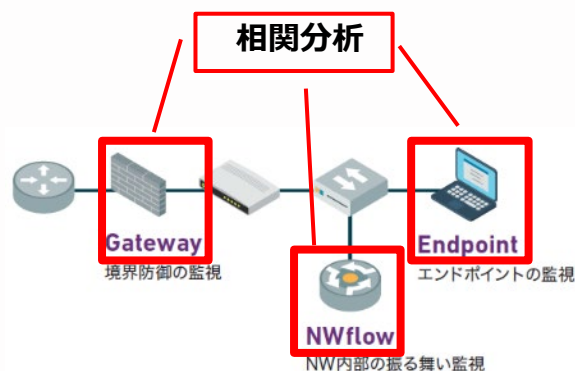 相関分析
Gateway
境界防御の監視
Endpoint
エンドポイントの監視
NWflow
NW内部の振る舞い監視